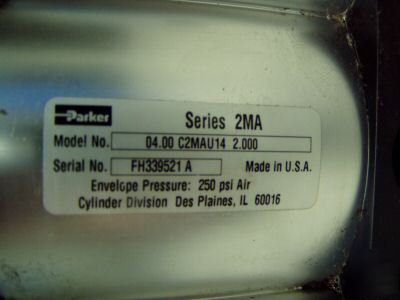 Parker
Series 2MA
Model No. 04.00 C2MAU14 2.000
Serial No. FH339521 A Made in U.S.A.
Envelope Pressure: 250 psi Air
Cylinder Division Des Plaines, IL 60016